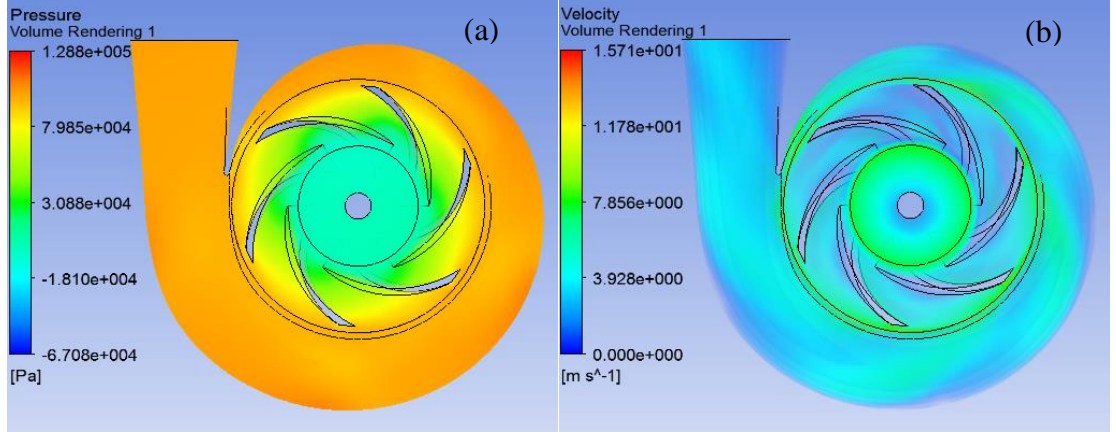 Pressure
Volume Rendering 1
1.288e+005
7.985e+004
3.088e+004
-1.810e+004
-6.708e+004
[Pa]
(a)
Velocity
Volume Rendering 1
1.571e+001
1.178e+001
7.856e+000
3.928e+000
0.000e+000
[m s^-1]
(b)